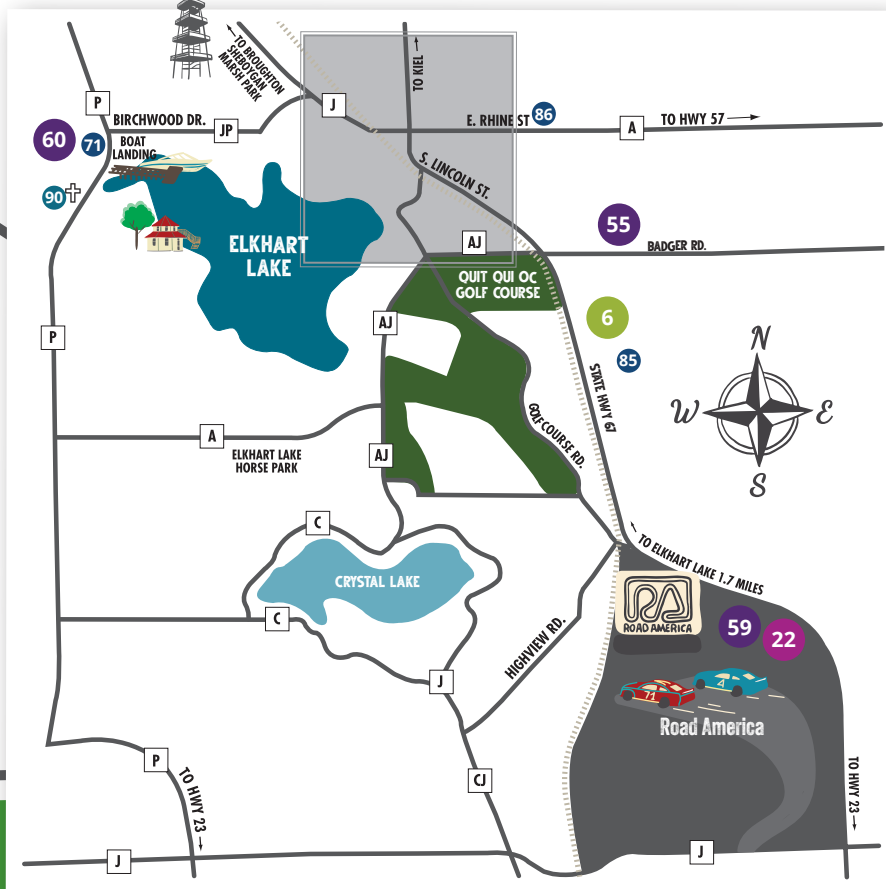 TO BROUGHTON
SHEBOYGAN
MARSH PARK
TO KIEL
P
J
BIRCHWOOD DR.
JP
E. RHINE ST
86
A
TO HWY 57
60
71
BOAT
LANDING
S. LINCOLN ST.
90
55
ELKHART
LAKE
AJ
BADGER RD.
QUIT QUI OC
GOLF COURSE
6
AJ
P
85
STATE HWY 67
N
W
E
S
A
ELKHART LAKE
HORSE PARK
AJ
GOLF COURSE RD.
C
TO ELKHART LAKE 1.7 MILES
CRYSTAL LAKE
RA
ROAD AMERICA
C
59
22
HIGHVIEW RD.
J
71
4
Road America
P
TO HWY 23
CJ
TO HWY 23
J
J